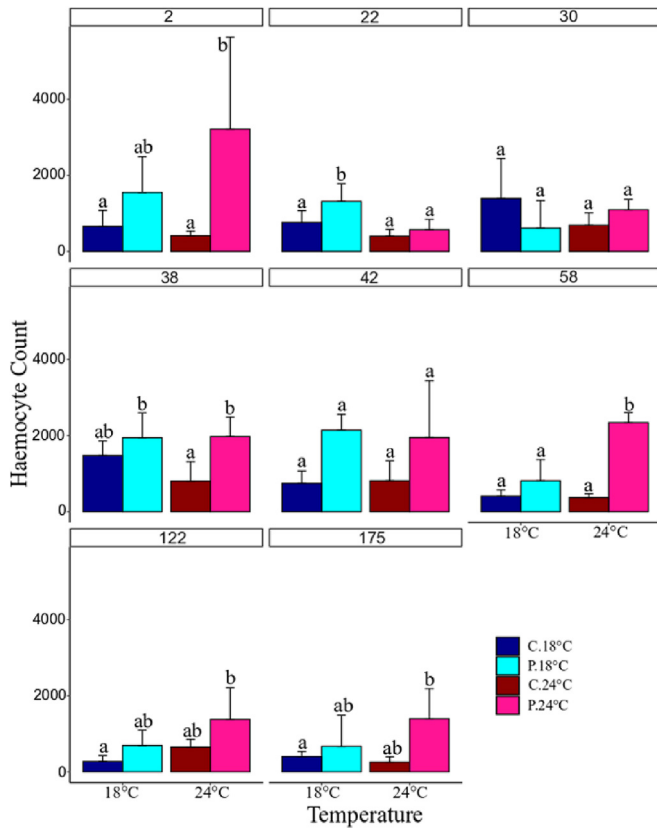 2 22 30
b
4000
ab
2000
a a a b a a a a a a
0
38 42 58
4000
a
b b a b
2000
ab a a a a a a
0
18°C 24°C
122 175
4000
b b
2000
a ab ab a ab ab
0
18°C 24°C 18°C 24°C
C.18°C
P.18°C
C.24°C
P.24°C
Haemocyte Count
Temperature